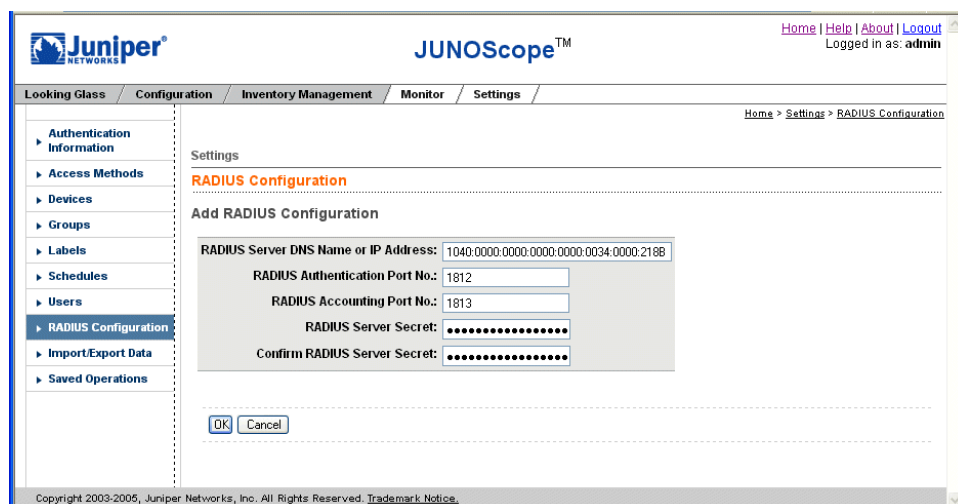 Home | Help | About | Logout
Juniper®
NETWORKS
JUNOScope™
Logged in as: admin
Looking Glass / Configuration / Inventory Management / Monitor / Settings /
Home > Settings > RADIUS Configuration
Authentication
Information
Access Methods
Devices
Groups
Labels
Schedules
Users
RADIUS Configuration
Import/Export Data
Saved Operations
Settings
RADIUS Configuration
Add RADIUS Configuration
RADIUS Server DNS Name or IP Address: 1040:0000:0000:0000:0000:0034:0000:218B
RADIUS Authentication Port No.: 1812
RADIUS Accounting Port No.: 1813
RADIUS Server Secret: ●●●●●●●●●●●●●●●●●
Confirm RADIUS Server Secret: ●●●●●●●●●●●●●●●●●
OK Cancel
Copyright 2003-2005, Juniper Networks, Inc. All Rights Reserved. Trademark Notice.